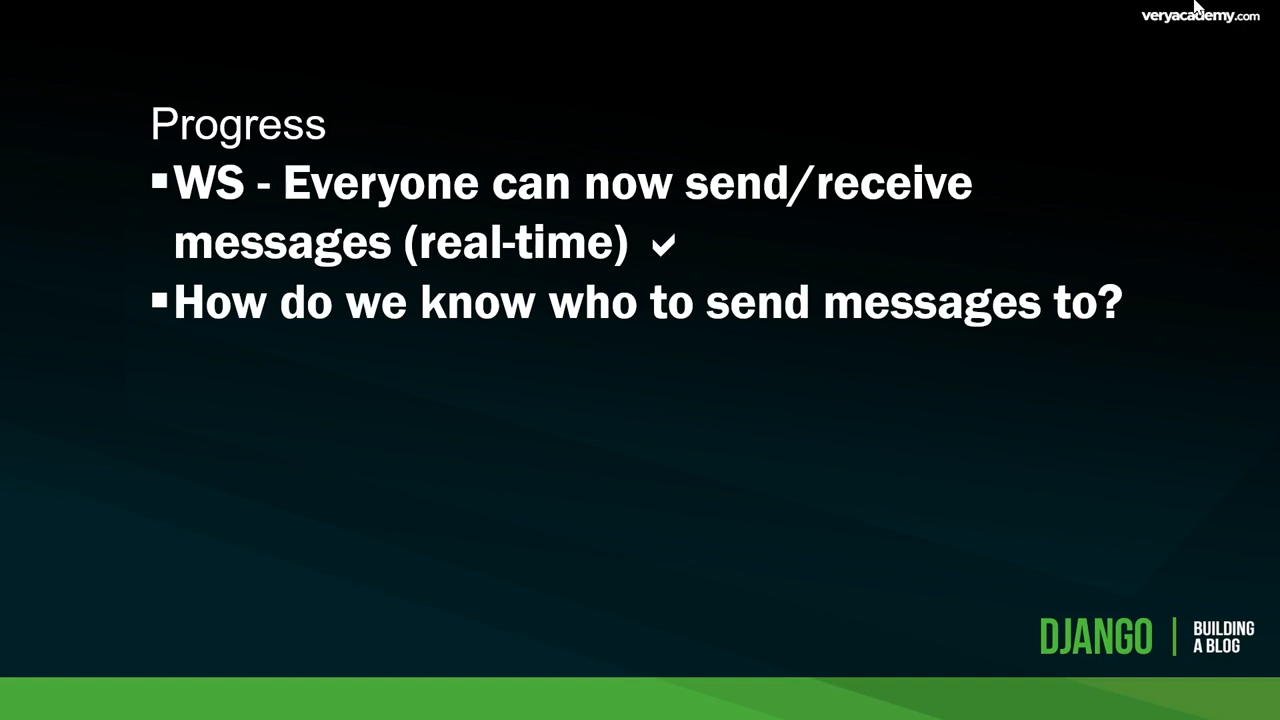 veryacademy.com
Progress
▪WS - Everyone can now send/receive
messages (real-time) ✓
▪How do we know who to send messages to?
DJANGO | BUILDING
A BLOG